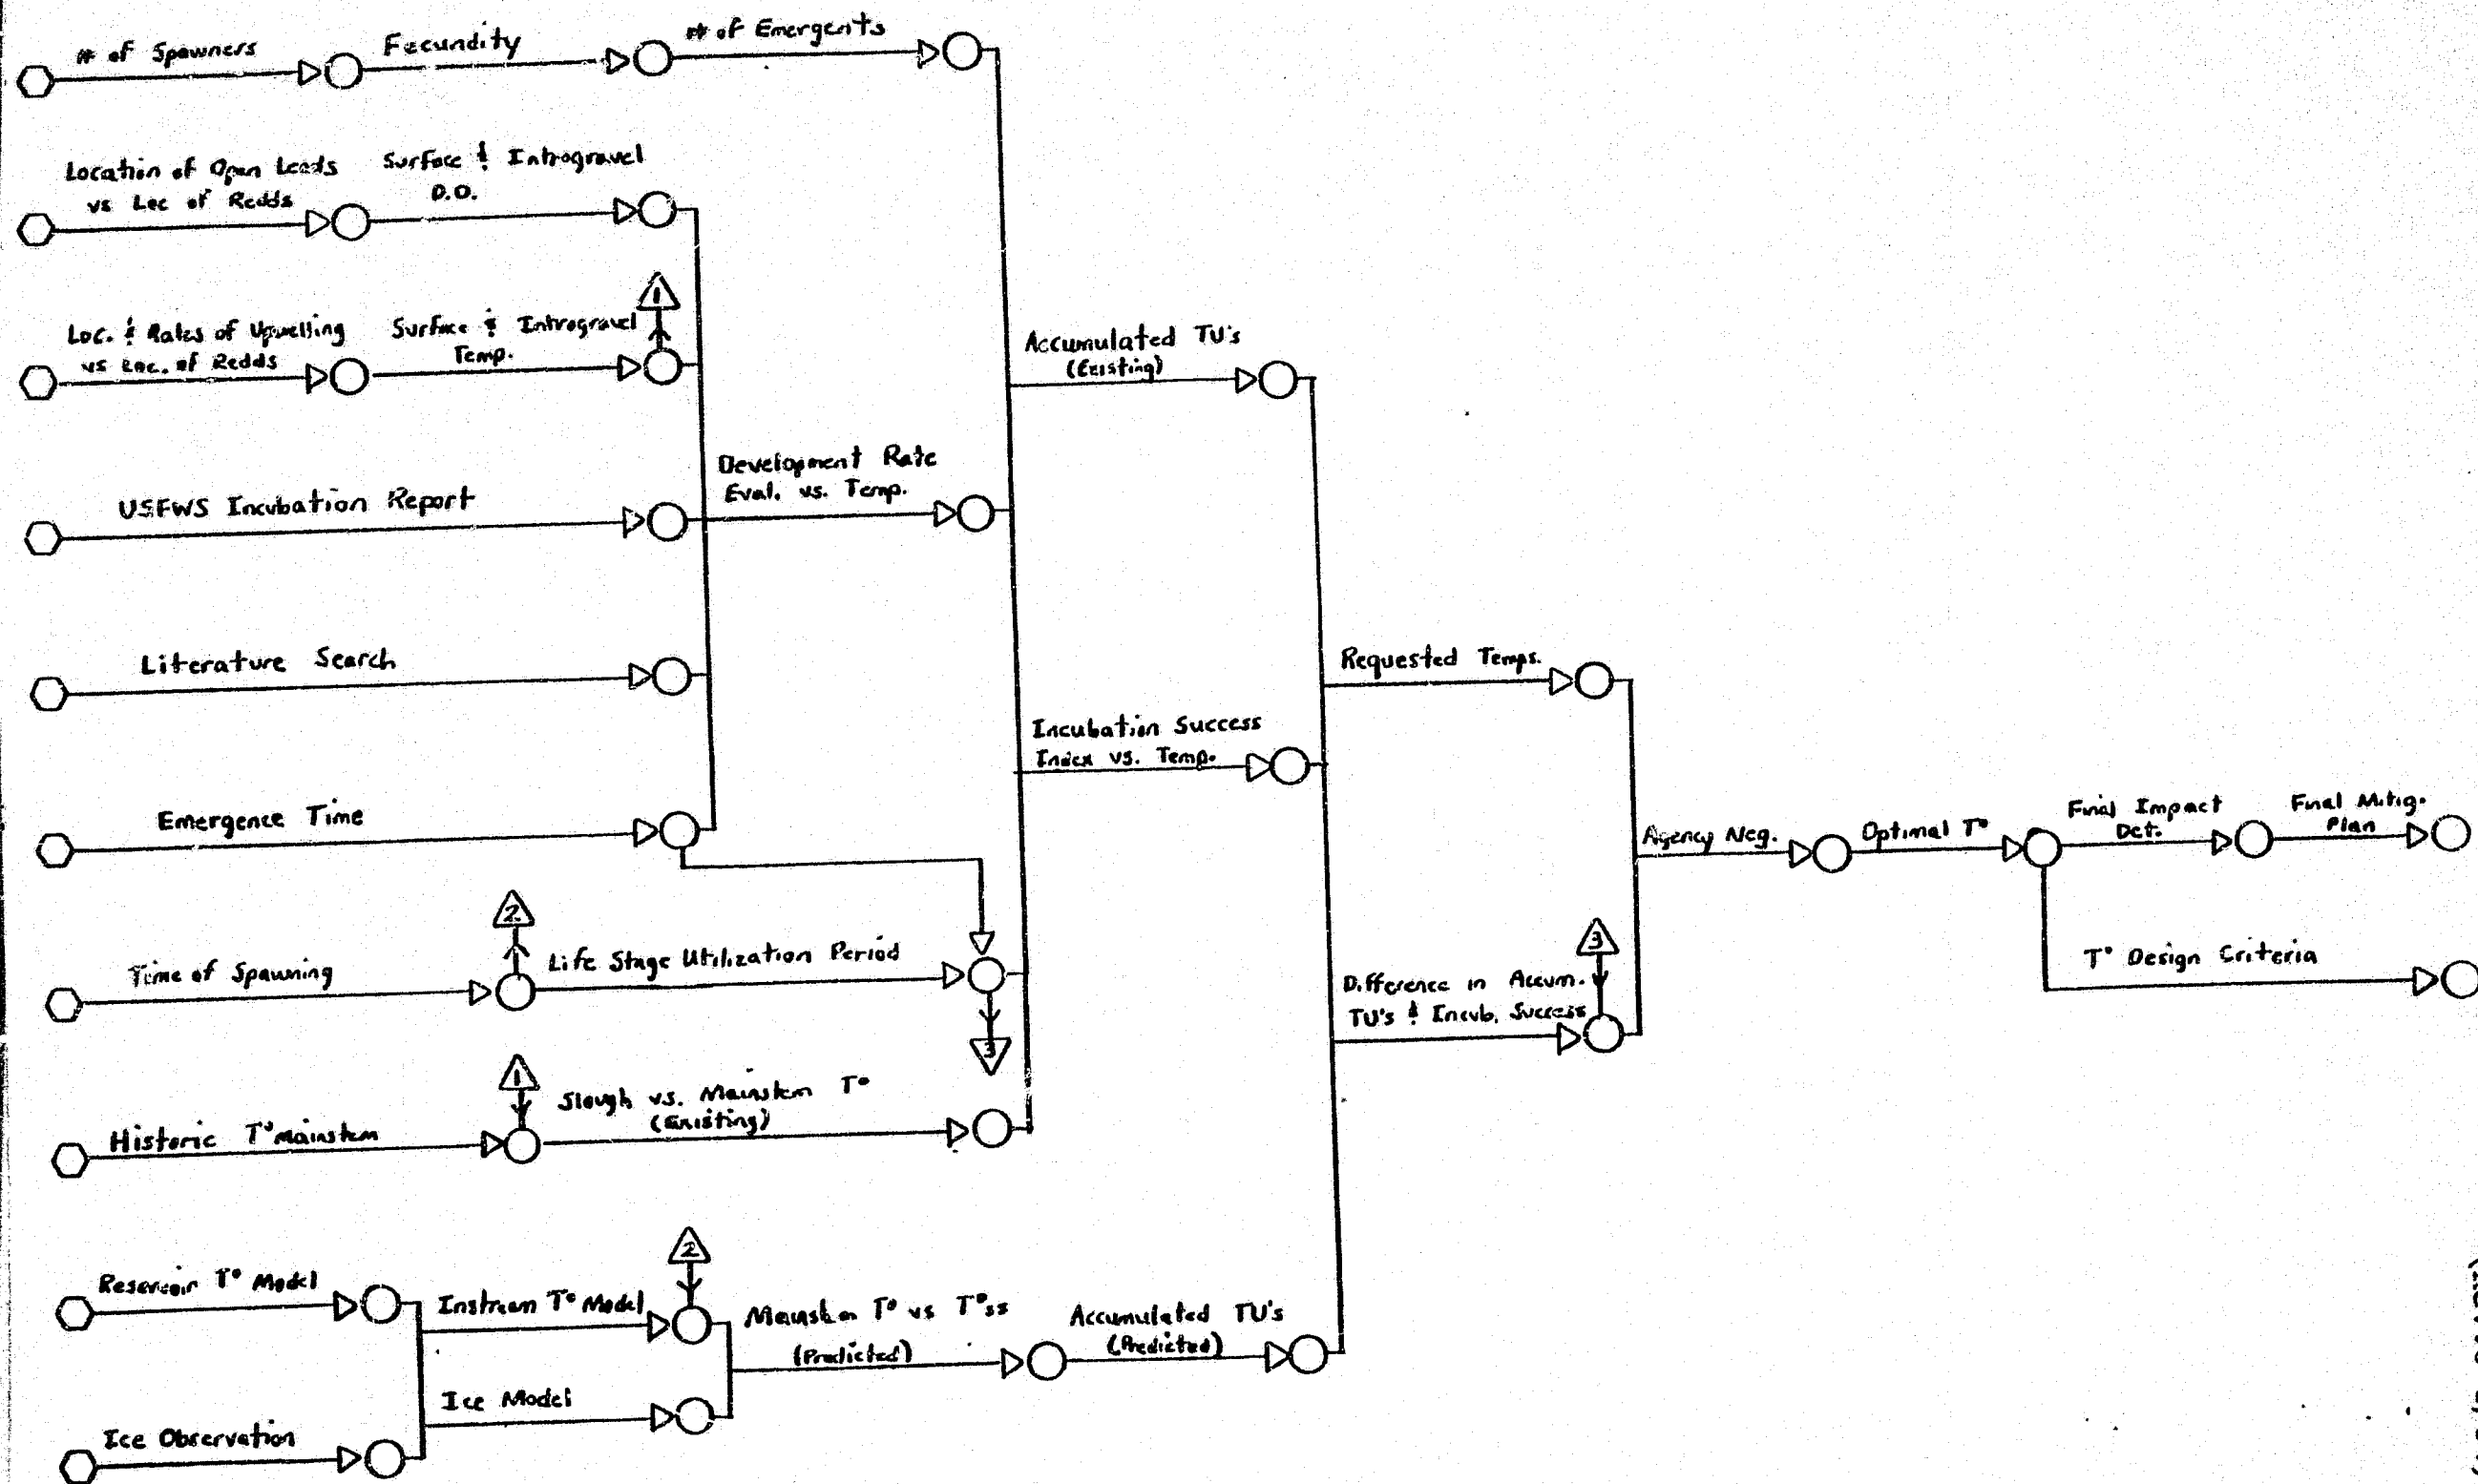 # of Spawners
Fecundity
# of Emergents
Location of Open Leads
vs Loc of Redds
Surface & Intragravel
D.O.
Loc. & Rates of Upwelling
vs Loc. of Redds
Surface & Intragravel
Temp.
1
Accumulated TU's
(Existing)
USFWS Incubation Report
Development Rate
Eval. vs. Temp.
Literature Search
Requested Temps.
Incubation Success
Index vs. Temp.
Emergence Time
Agency Neg.
Optimal T°
Final Impact
Det.
Final Mitig.
Plan
Time of Spawning
2
Life Stage Utilization Period
3
Difference in Accum.
TU's & Incub. Success
3
T° Design Criteria
Historic T° mainstem
1
Slough vs. Mainstem T°
(Existing)
Reservoir T° Model
Instream T° Model
2
Mainstem T° vs T°ss
(Predicted)
Accumulated TU's
(Predicted)
Ice Observation
Ice Model